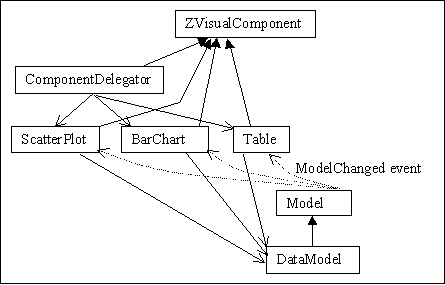 ZVisualComponent
ComponentDelegator
ScatterPlot
BarChart
Table
ModelChanged event
Model
DataModel